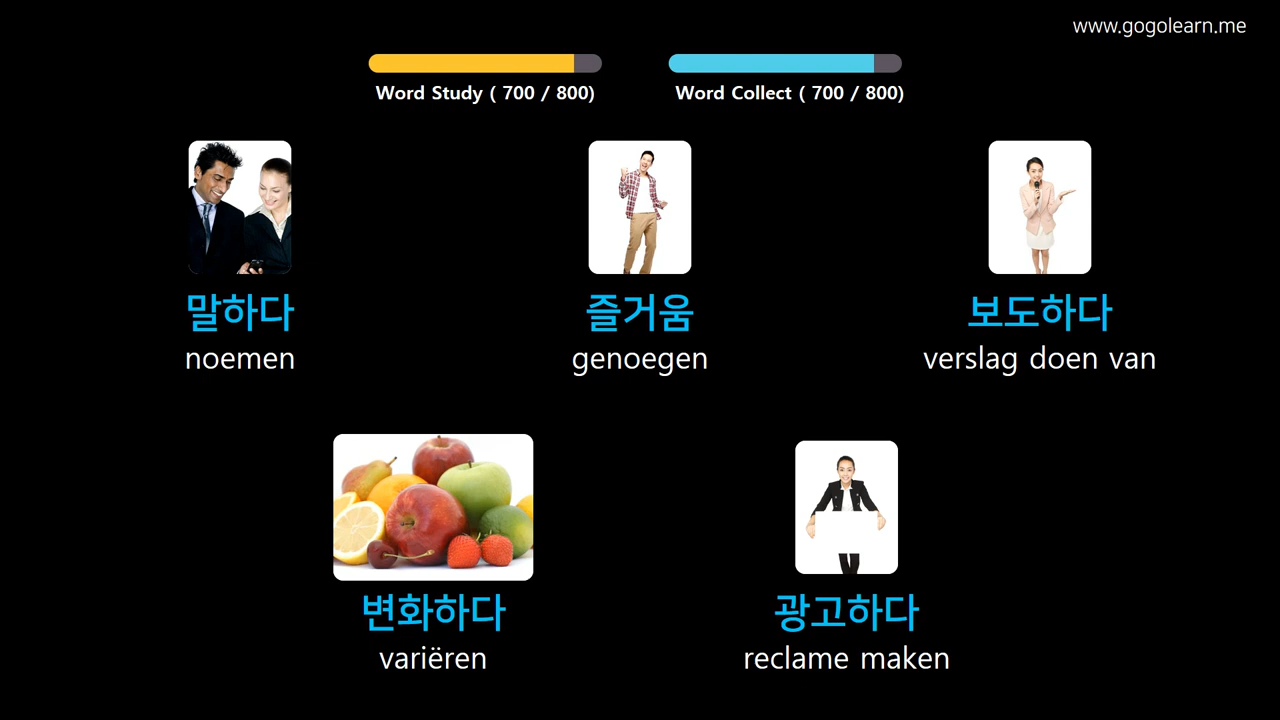 www.gogolearn.me
Word Study ( 700 / 800)
Word Collect ( 700 / 800)
말하다
noemen
즐거움
genoegen
보도하다
verslag doen van
변화하다
variëren
광고하다
reclame maken